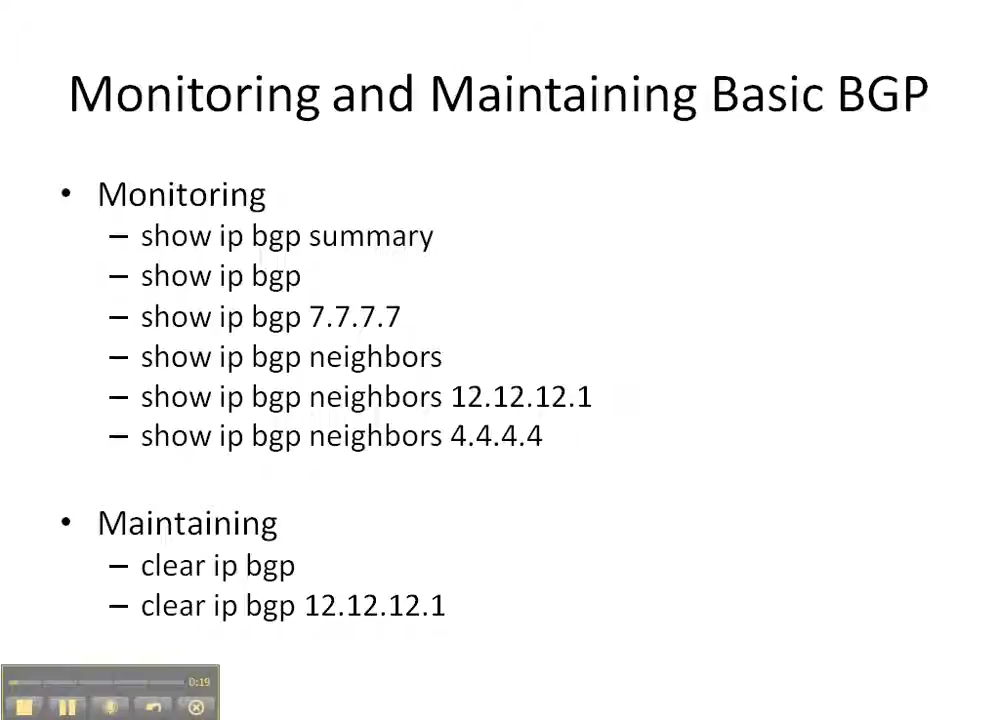 Monitoring and Maintaining Basic BGP
• Monitoring
– show ip bgp summary
– show ip bgp
– show ip bgp 7.7.7.7
– show ip bgp neighbors
– show ip bgp neighbors 12.12.12.1
– show ip bgp neighbors 4.4.4.4
• Maintaining
– clear ip bgp
– clear ip bgp 12.12.12.1
0:19